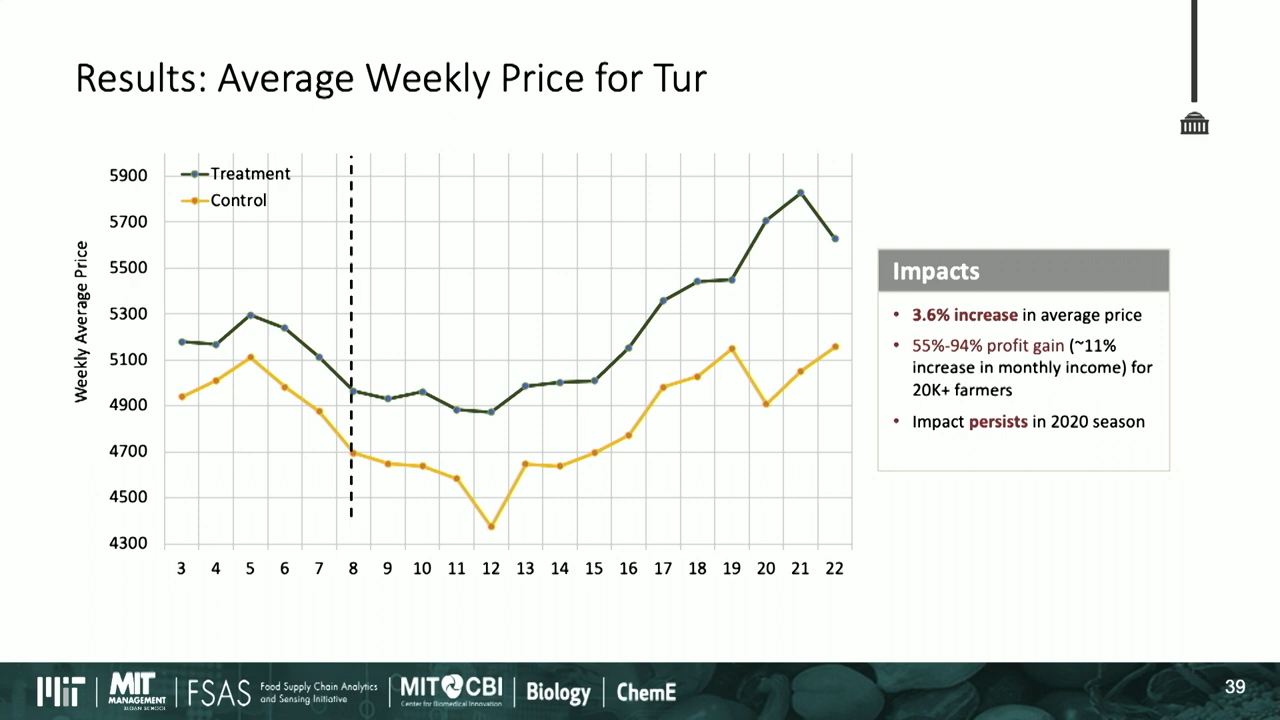 Results: Average Weekly Price for Tur
Treatment
Control
Weekly Average Price
5900
5700
5500
5300
5100
4900
4700
4500
4300
3 4 5 6 7 8 9 10 11 12 13 14 15 16 17 18 19 20 21 22
Impacts
• 3.6% increase in average price
• 55%-94% profit gain (~11%
increase in monthly income) for
20K+ farmers
• Impact persists in 2020 season
MIT
MIT
MANAGEMENT
SLOAN SCHOOL
FSAS
Food Supply Chain Analytics
and Sensing Initiative
MIT CBI
Center for Biomedical Innovation
Biology
ChemE
39